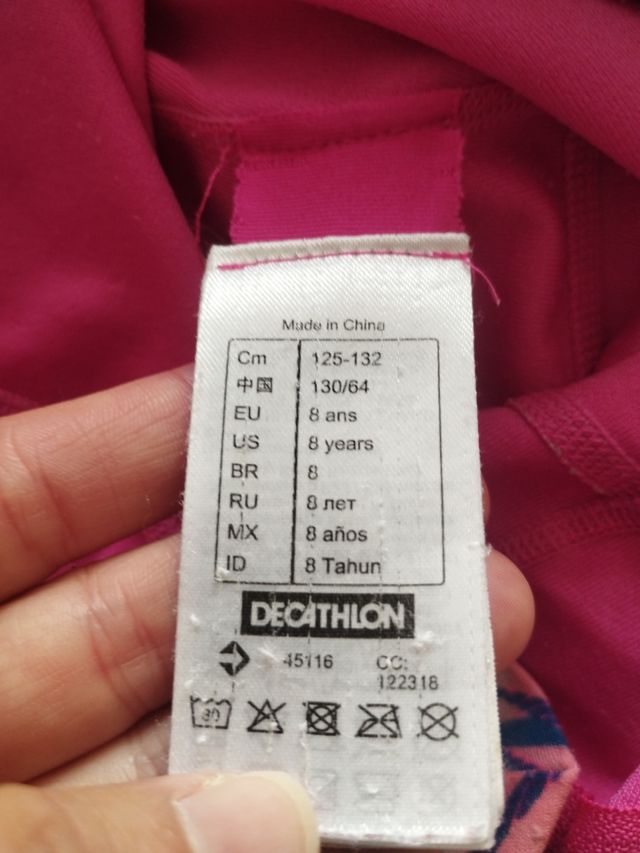 Made in China
Cm 125-132
中国 130/64
EU 8 ans
US 8 years
BR 8
RU 8 лет
MX 8 años
ID 8 Tahun
DECATHLON
45116 CC:
122318
30